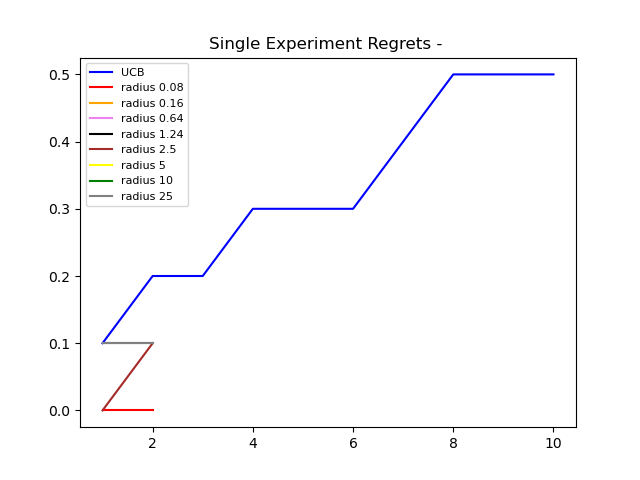 Single Experiment Regrets -
UCB
radius 0.08
radius 0.16
radius 0.64
radius 1.24
radius 2.5
radius 5
radius 10
radius 25
0.5
0.4
0.3
0.2
0.1
0.0
2 4 6 8 10